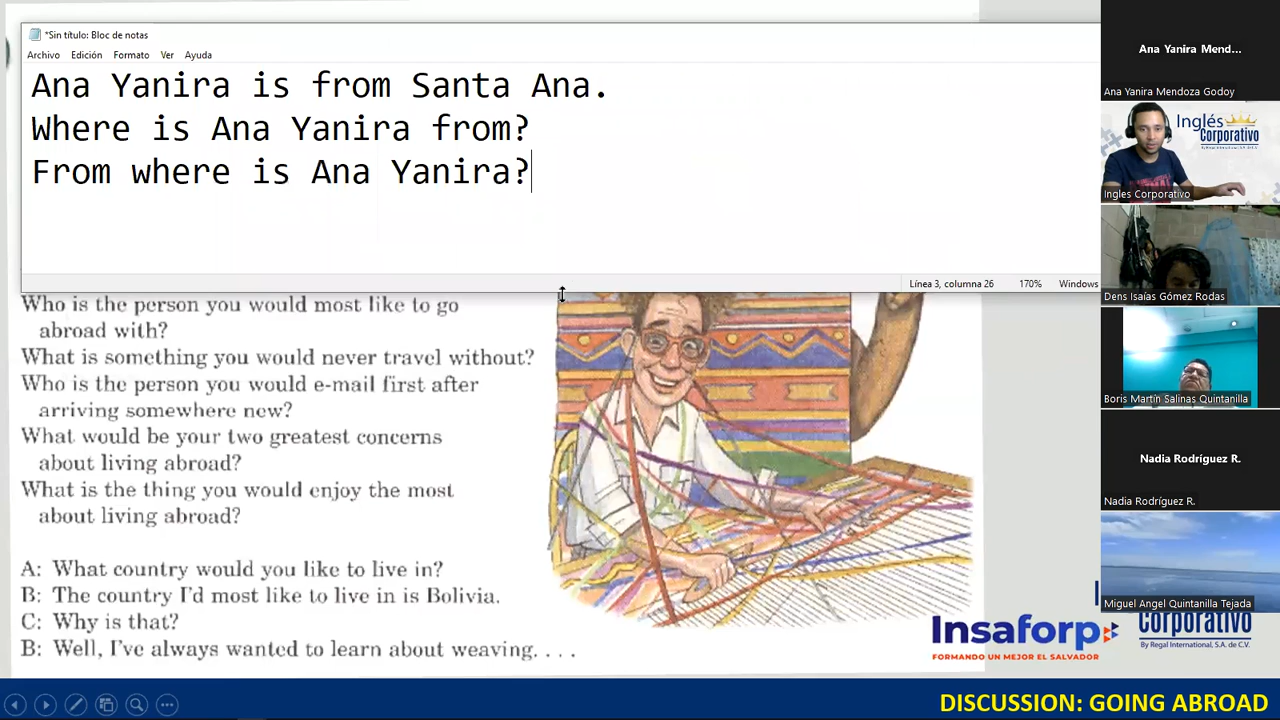 *Sin título: Bloc de notas
Archivo Edición Formato Ver Ayuda
Ana Yanira is from Santa Ana.
Where is Ana Yanira from?
From where is Ana Yanira?
Línea 3, columna 26 170% Windows
Who is the person you would most like to go
abroad with?
What is something you would never travel without?
Who is the person you would e-mail first after
arriving somewhere new?
What would be your two greatest concerns
about living abroad?
What is the thing you would enjoy the most
about living abroad?
A: What country would you like to live in?
B: The country I'd most like to live in is Bolivia.
C: Why is that?
B: Well, I've always wanted to learn about weaving. . . .
Insaforp
FORMANDO UN MEJOR EL SALVADOR
Corporativo
By Regal International, S.A. de C.V.
DISCUSSION: GOING ABROAD
Ana Yanira Mend...
Ana Yanira Mendoza Godoy
Inglés
Corporativo
Ingles Corporativo
Dens Isaías Gómez Rodas
Boris Martín Salinas Quintanilla
Nadia Rodríguez R.
Nadia Rodríguez R.
Miguel Angel Quintanilla Tejada